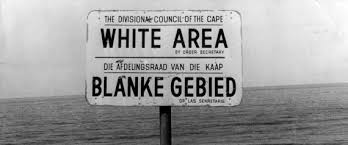 THE DIVISIONAL COUNCIL OF THE CAPE
WHITE AREA
BY ORDER SECRETARY
DIE AFDELINGSRAAD VAN DIE KAAP
BLANKE GEBIED
OP LAS SEKRETARIS